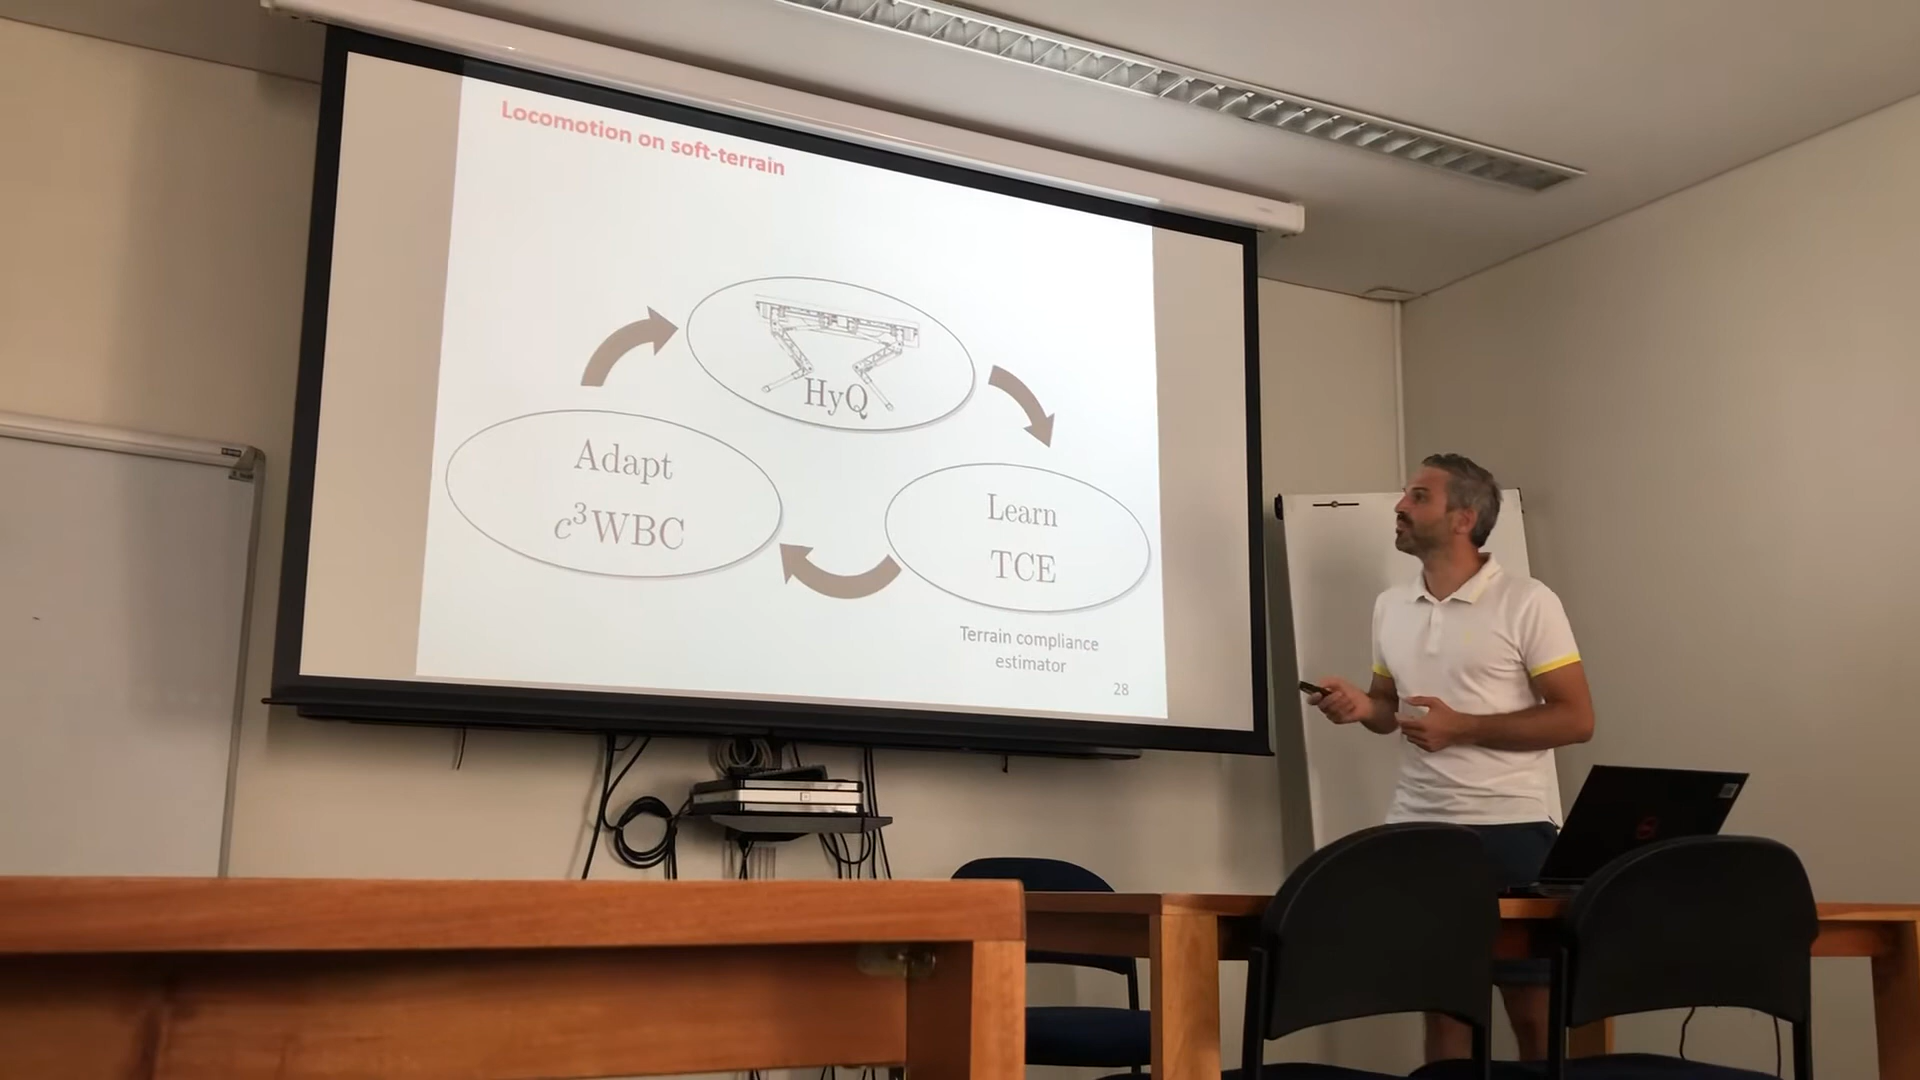 Locomotion on soft-terrain
HyQ
Adapt
c³WBC
Learn
TCE
Terrain compliance
estimator
28